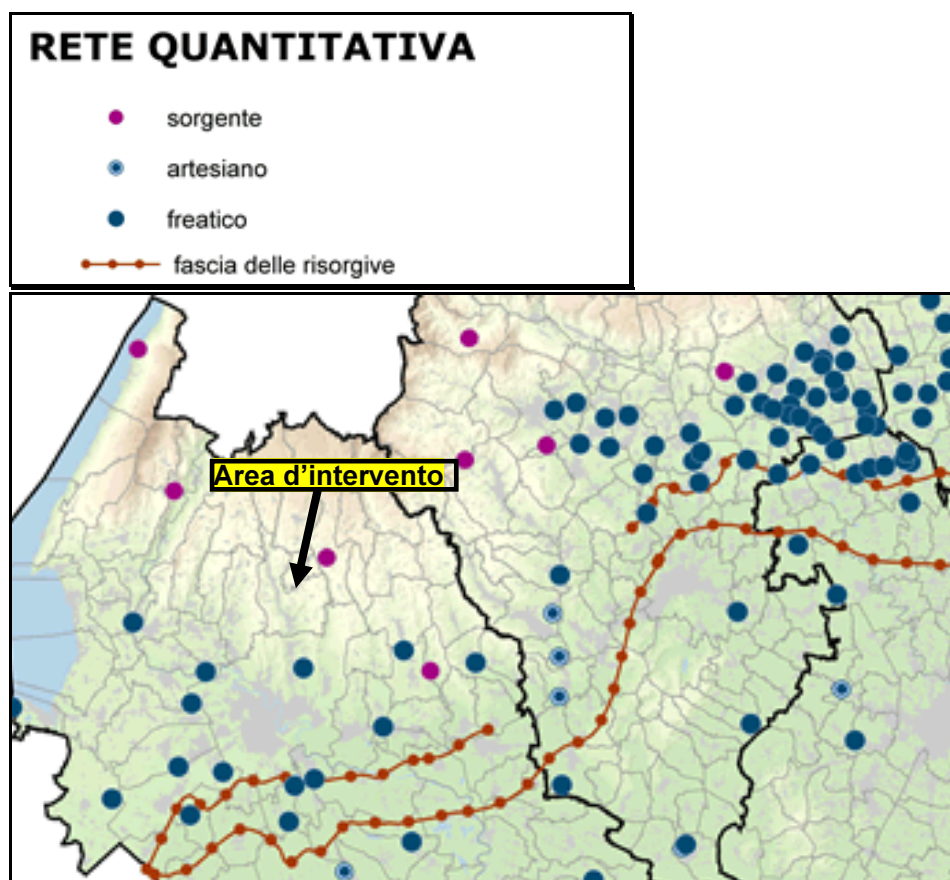 RETE QUANTITATIVA
sorgente
artesiano
freatico
fascia delle risorgive
Area d'intervento